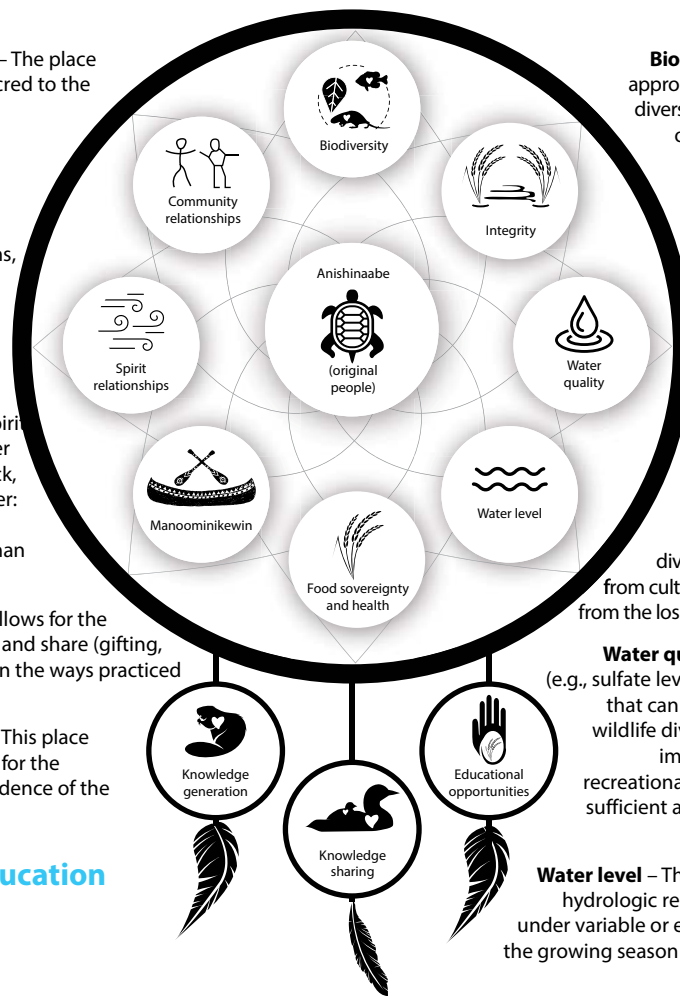 – The place
cred to the
s,
pirit
er
k,
er:
an
llows for the
and share (gifting,
n the ways practiced
This place
for the
dence of the
ucation
Biodiversity
Community
relationships
Integrity
Anishinaabe
(original
people)
Spirit
relationships
Water
quality
Manoominikewin
Water level
Food sovereignty
and health
Knowledge
generation
Knowledge
sharing
Educational
opportunities
Bio
appro
divers
div
from cult
from the los
Water qu
(e.g., sulfate lev
that can
wildlife div
im
recreationa
sufficient a
Water level – Th
hydrologic re
under variable or e
the growing season